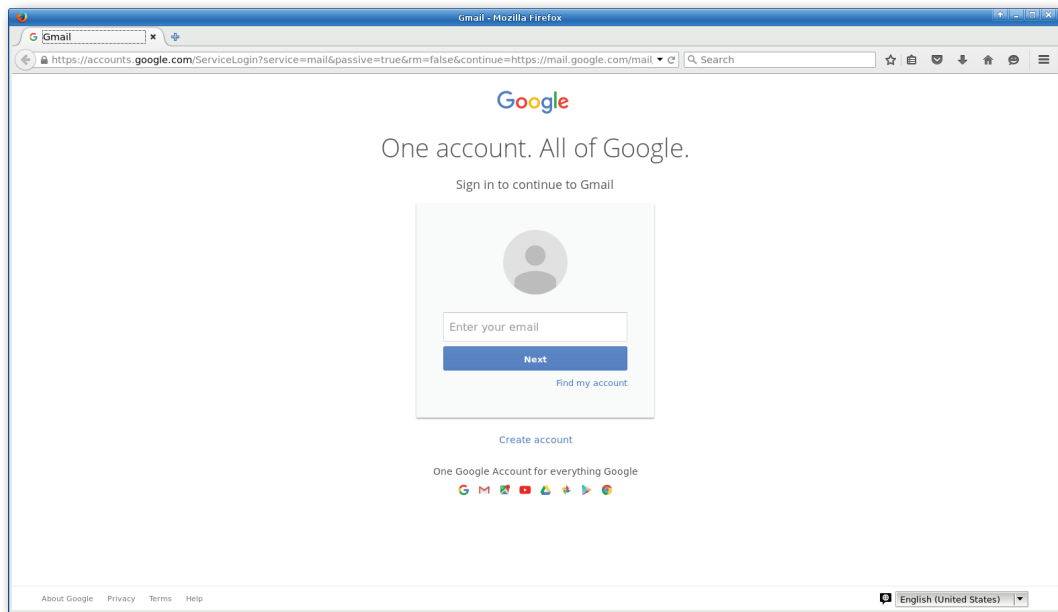 Gmail - Mozilla Firefox
Gmail
https://accounts.google.com/ServiceLogin?service=mail&passive=true&rm=false&continue=https://mail.google.com/mail
Search
Google
One account. All of Google.
Sign in to continue to Gmail
Enter your email
Next
Find my account
Create account
One Google Account for everything Google
About Google Privacy Terms Help
English (United States)